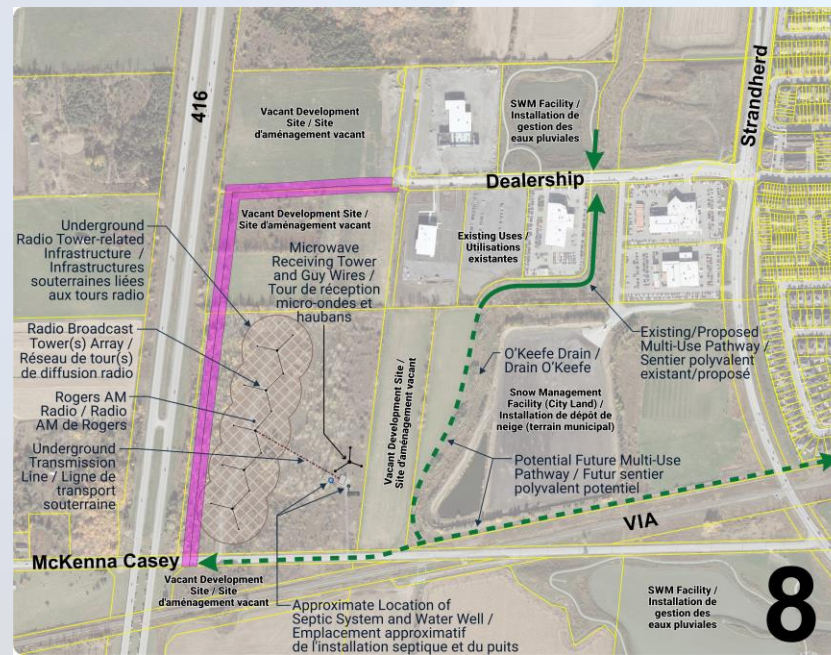 416
Strandherd
Vacant Development
Site / Site
d'aménagement vacant
SWM Facility /
Installation de
gestion des
eaux pluviales
Dealership
Vacant Development Site /
Site d'aménagement vacant
Existing Uses /
Utilisations
existantes
Underground
Radio Tower-related
Infrastructure /
Infrastructures
souterraines liées
aux tours radio
Microwave
Receiving Tower
and Guy Wires /
Tour de réception
micro-ondes et
haubans
Radio Broadcast
Tower(s) Array /
Réseau de tour(s)
de diffusion radio
Rogers AM
Radio / Radio
AM de Rogers
Underground
Transmission
Line / Ligne de
transport
souterraine
Vacant Development Site /
Site d'aménagement vacant
O'Keefe Drain /
Drain O'Keefe
Existing/Proposed
Multi-Use Pathway /
Sentier polyvalent
existant/proposé
Snow Management
Facility (City Land) /
Installation de dépôt de
neige (terrain municipal)
Potential Future Multi-Use
Pathway / Futur sentier
polyvalent potentiel
VIA
McKenna Casey
Vacant Development
Site / Site
d'aménagement vacant
Approximate Location of
Septic System and Water Well /
Emplacement approximatif
de l'installation septique et du puits
SWM Facility /
Installation de
gestion des
eaux pluviales
8